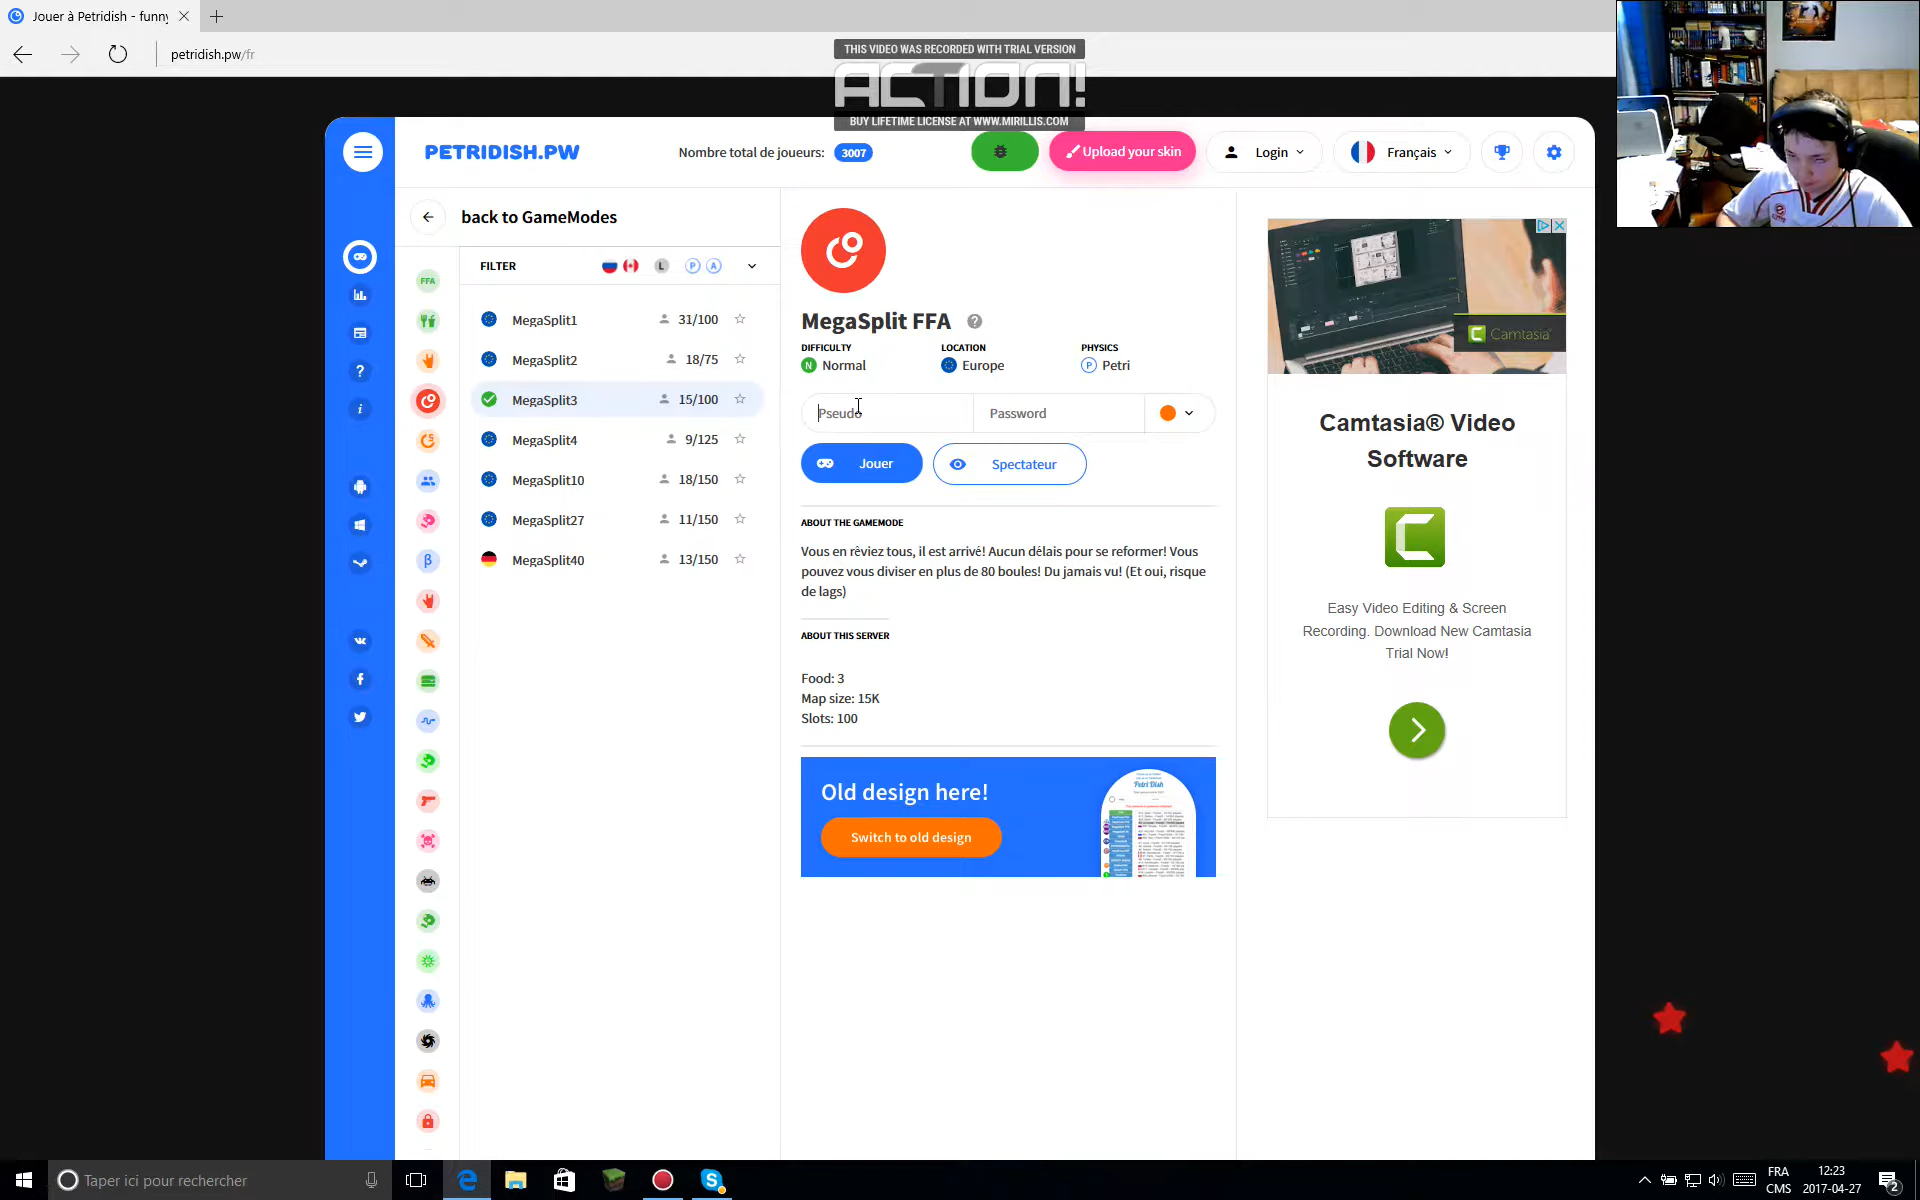 Jouer à Petridish - funny
petridish.pw/fr
THIS VIDEO WAS RECORDED WITH TRIAL VERSION
ACTION!
BUY LIFETIME LICENSE AT WWW.MIRILLIS.COM
PETRIDISH.PW
Nombre total de joueurs: 3007
Upload your skin
Login
Français
back to GameModes
FILTER
L
P
A
FFA
MegaSplit1 31/100
MegaSplit2 18/75
MegaSplit3 15/100
MegaSplit4 9/125
MegaSplit10 18/150
MegaSplit27 11/150
MegaSplit40 13/150
MegaSplit FFA ?
DIFFICULTY LOCATION PHYSICS
N Normal Europe P Petri
Pseudo Password
Jouer Spectateur
ABOUT THE GAMEMODE
Vous en rêviez tous, il est arrivé! Aucun délais pour se reformer! Vous
pouvez vous diviser en plus de 80 boules! Du jamais vu! (Et oui, risque
de lags)
ABOUT THIS SERVER
Food: 3
Map size: 15K
Slots: 100
Old design here!
Switch to old design
Petri Dish
Camtasia
Camtasia® Video
Software
Easy Video Editing & Screen
Recording. Download New Camtasia
Trial Now!
Taper ici pour rechercher
FRA
CMS
12:23
2017-04-27
2